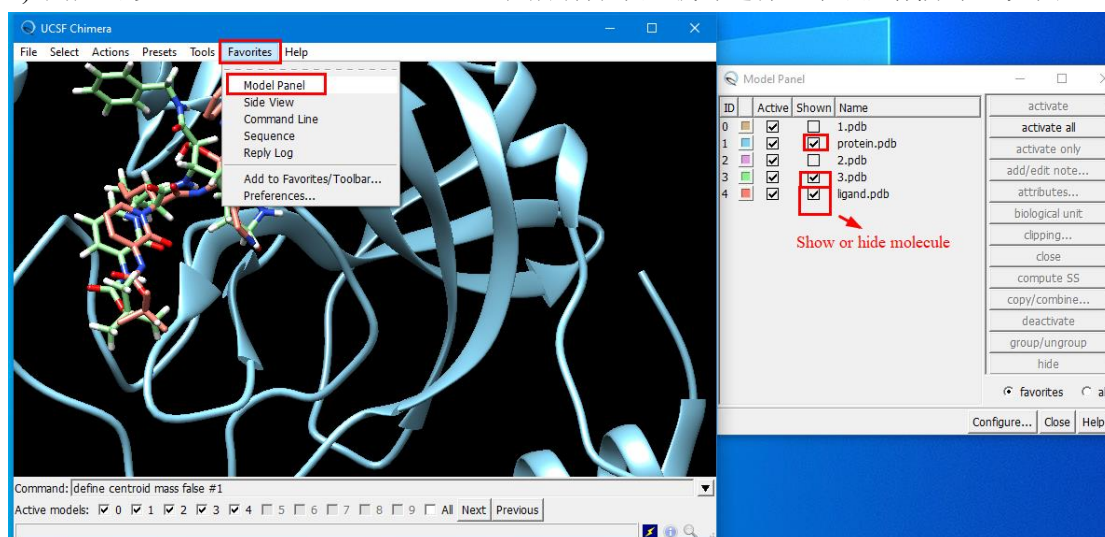 UCSF Chimera
File Select Actions Presets Tools Favorites Help
Model Panel
Side View
Command Line
Sequence
Reply Log
Add to Favorites/Toolbar...
Preferences...
Command: define centroid mass false #1
Active models: 0 1 2 3 4 5 6 7 8 9 All Next Previous
Model Panel
ID Active Shown Name
0 1.pdb
1 protein.pdb
2 2.pdb
3 3.pdb
4 ligand.pdb
Show or hide molecule
activate
activate all
activate only
add/edit note...
attributes...
biological unit
clipping...
close
compute SS
copy/combine...
deactivate
group/ungroup
hide
favorites
Configure... Close Help